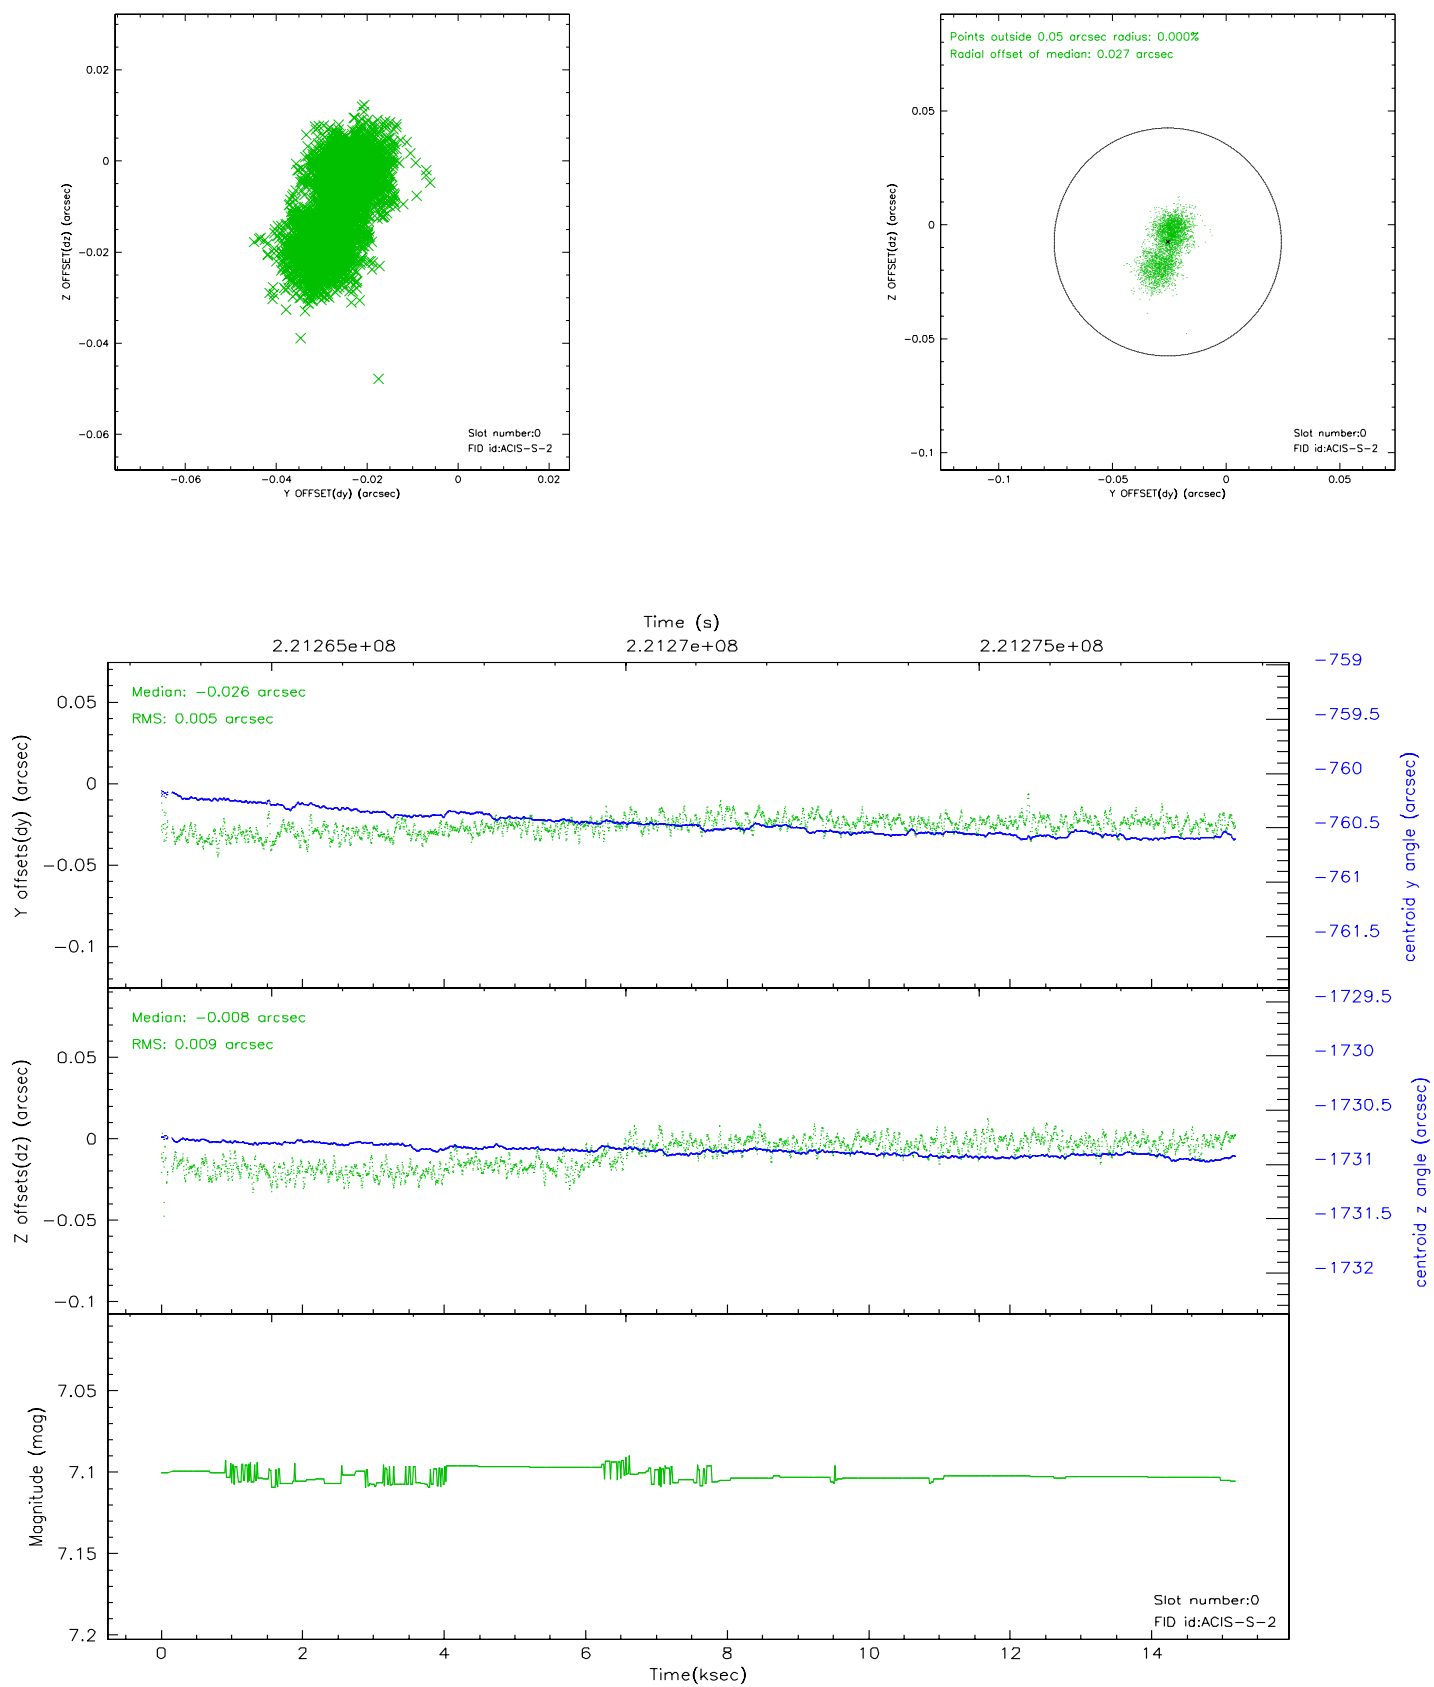 0.02
0
-0.02
-0.04
-0.06
Z OFFSET(dz) (arcsec)
Slot number:0
FID id:ACIS-S-2
-0.06 -0.04 -0.02 0 0.02
Y OFFSET(dy) (arcsec)
Points outside 0.05 arcsec radius: 0.000%
Radial offset of median: 0.027 arcsec
0.05
0
-0.05
-0.1
Z OFFSET(dz) (arcsec)
Slot number:0
FID id:ACIS-S-2
-0.1 -0.05 0 0.05
Y OFFSET(dy) (arcsec)
Time (s)
2.21265e+08 2.2127e+08 2.21275e+08
Median: -0.026 arcsec
RMS: 0.005 arcsec
0.05
0
-0.05
-0.1
Y offsets(dy) (arcsec)
-759
-759.5
-760
-760.5
-761
-761.5
centroid y angle (arcsec)
Median: -0.008 arcsec
RMS: 0.009 arcsec
0.05
0
-0.05
-0.1
Z offsets(dz) (arcsec)
-1729.5
-1730
-1730.5
-1731
-1731.5
-1732
centroid z angle (arcsec)
7.05
7.1
7.15
7.2
Magnitude (mag)
Slot number:0
FID id:ACIS-S-2
0 2 4 6 8 10 12 14
Time(ksec)